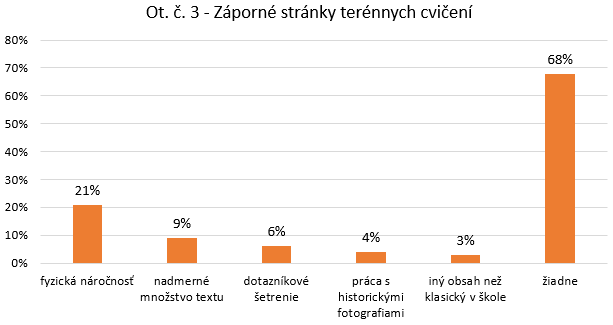 Ot. č. 3 - Záporné stránky terénnych cvičení
80%
70%
60%
50%
40%
30%
20%
10%
0%
21%
9%
6%
4%
3%
68%
fyzická náročnosť
nadmerné
množstvo textu
dotazníkové
šetrenie
práca s
historickými
fotografiami
iný obsah než
klasický v škole
žiadne